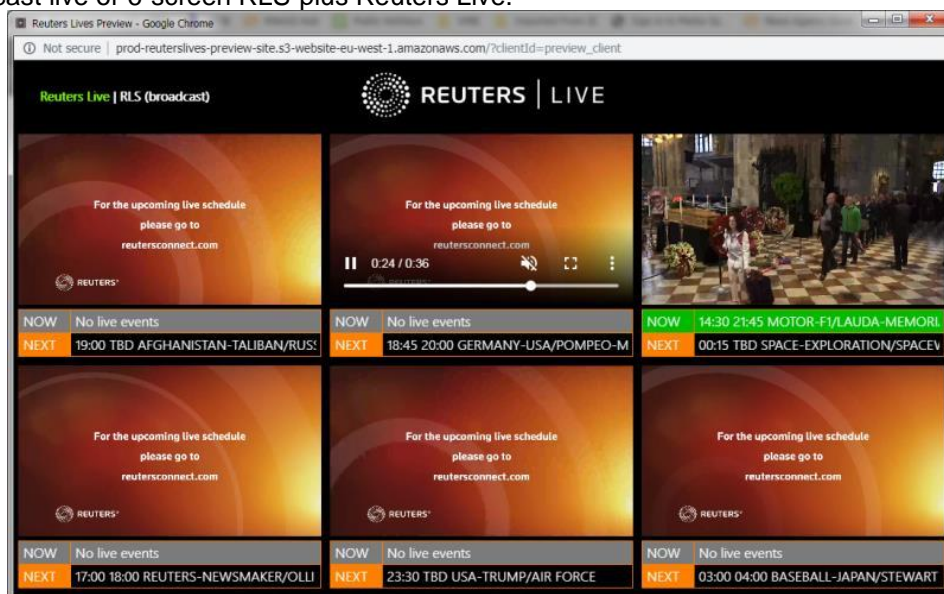 cast live or 6-screen RLS plus Reuters Live.
Reuters Lives Preview - Google Chrome
Not secure | prod-reuterslives-preview-site.s3-website-eu-west-1.amazonaws.com/?clientId=preview_client
Reuters Live | RLS (broadcast)
REUTERS | LIVE
For the upcoming live schedule
please go to
reutersconnect.com
REUTERS
For the upcoming live schedule
please go to
reutersconnect.com
0:24 / 0:36
REUTERS
NOW No live events
NEXT 19:00 TBD AFGHANISTAN-TALIBAN/RUSS
NOW No live events
NEXT 18:45 20:00 GERMANY-USA/POMPEO-M
NOW 14:30 21:45 MOTOR-F1/LAUDA-MEMORI
NEXT 00:15 TBD SPACE-EXPLORATION/SPACEW
For the upcoming live schedule
please go to
reutersconnect.com
REUTERS
For the upcoming live schedule
please go to
reutersconnect.com
REUTERS
For the upcoming live schedule
please go to
reutersconnect.com
REUTERS
NOW No live events
NEXT 17:00 18:00 REUTERS-NEWSMAKER/OLLI
NOW No live events
NEXT 23:30 TBD USA-TRUMP/AIR FORCE
NOW No live events
NEXT 03:00 04:00 BASEBALL-JAPAN/STEWART